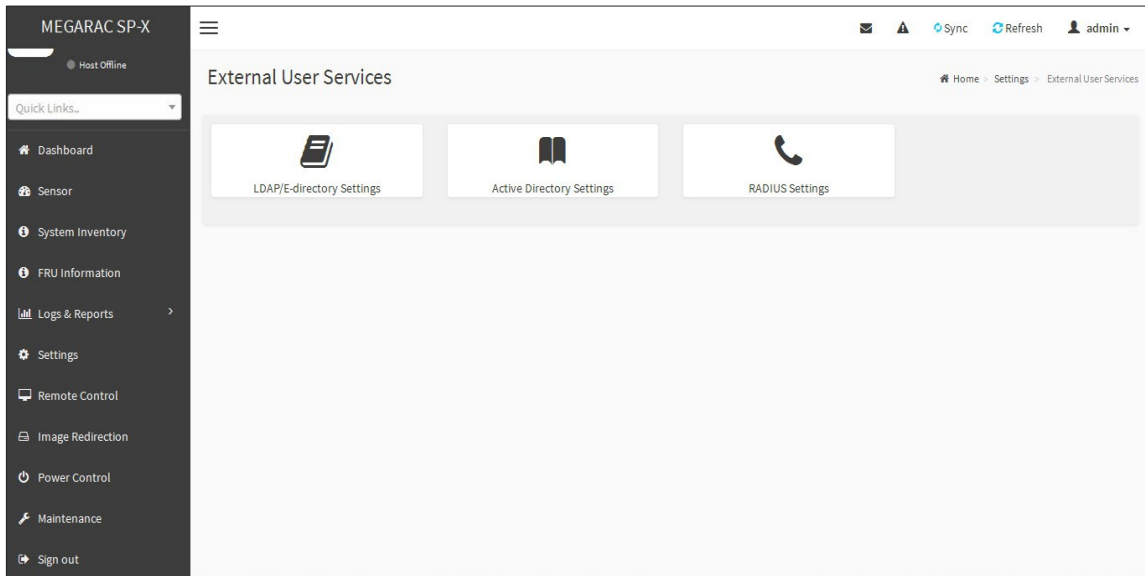 MEGARAC SP-X
Sync
Refresh
admin
Host Offline
External User Services
Home > Settings > External User Services
Quick Links..
LDAP/E-directory Settings
Active Directory Settings
RADIUS Settings
Dashboard
Sensor
System Inventory
FRU Information
Logs & Reports >
Settings
Remote Control
Image Redirection
Power Control
Maintenance
Sign out